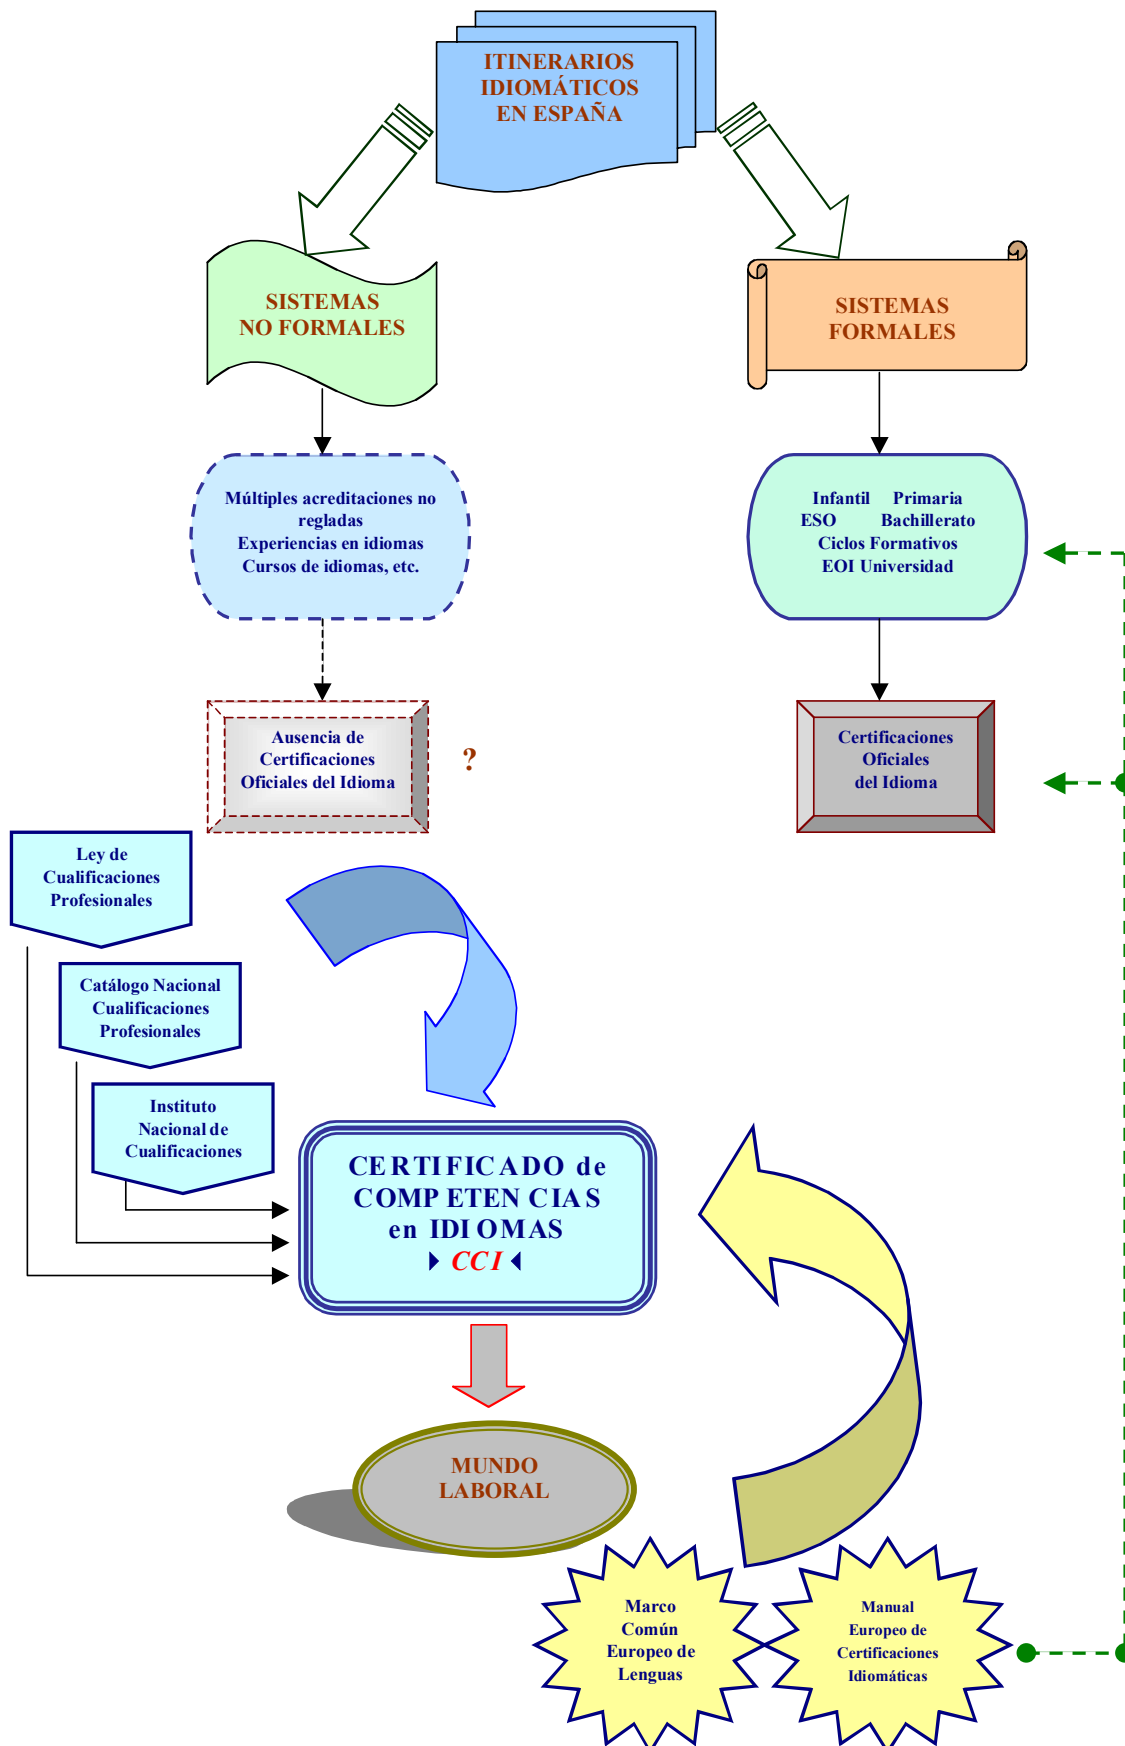 ITINERARIOS
IDIOMÁTICOS
EN ESPAÑA
SISTEMAS
NO FORMALES
SISTEMAS
FORMALES
Múltiples acreditaciones no
regladas
Experiencias en idiomas
Cursos de idiomas, etc.
Infantil Primaria
ESO Bachillerato
Ciclos Formativos
EOI Universidad
Ausencia de
Certificaciones
Oficiales del Idioma
?
Certificaciones
Oficiales
del Idioma
Ley de
Cualificaciones
Profesionales
Catálogo Nacional
Cualificaciones
Profesionales
Instituto
Nacional de
Cualificaciones
CERTIFICADO de
COMPETENCIAS
en IDIOMAS
CCI
MUNDO
LABORAL
Marco
Común
Europeo de
Lenguas
Manual
Europeo de
Certificaciones
Idiomáticas